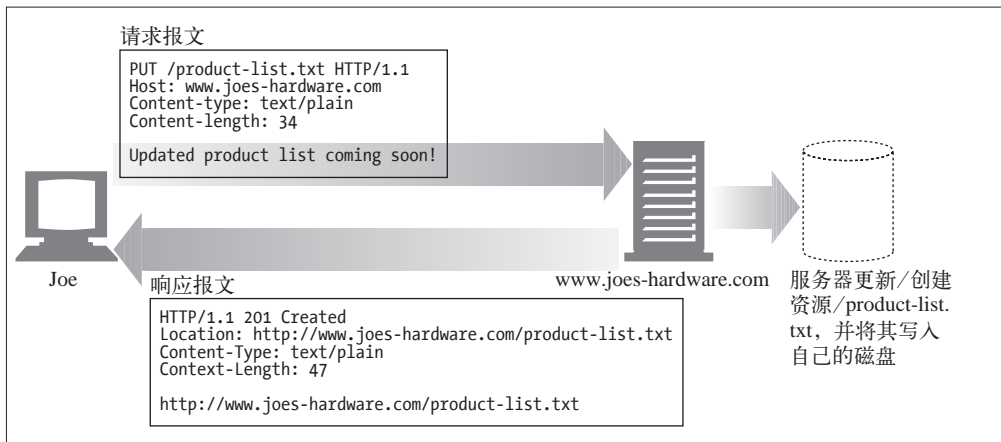 请求报文
PUT /product-list.txt HTTP/1.1
Host: www.joes-hardware.com
Content-type: text/plain
Content-length: 34
Updated product list coming soon!
Joe
www.joes-hardware.com
服务器更新/创建
资源/product-list.
txt，并将其写入
自己的磁盘
响应报文
HTTP/1.1 201 Created
Location: http://www.joes-hardware.com/product-list.txt
Content-Type: text/plain
Context-Length: 47
http://www.joes-hardware.com/product-list.txt